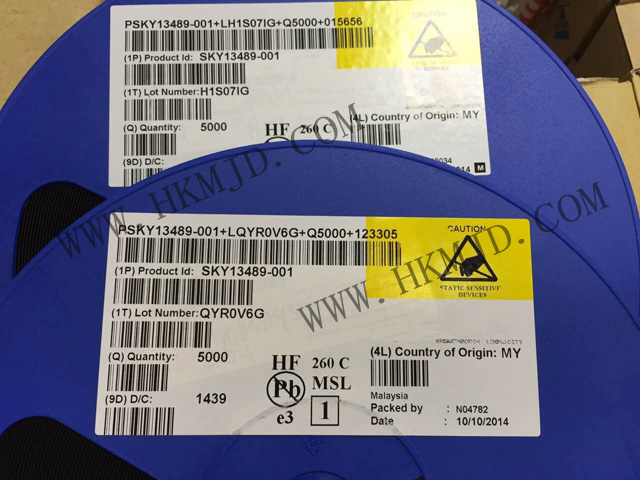 PSKY13489-001+LH1S07IG+Q5000+015656
(1P) Product Id: SKY13489-001
CAUTION
(1T) Lot Number: H1S07IG
(Q) Quantity: 5000
HF 260 C
(4L) Country of Origin: MY
(9D) D/C:
M
WWW.HKMJD.COM
PSKY13489-001+LQYR0V6G+Q5000+123305
CAUTION
(1P) Product Id: SKY13489-001
STATIC SENSITIVE
DEVICES
(1T) Lot Number: QYR0V6G
WWW.HKMJD.COM
BREAKTHROUGH SIMPLICITY
(Q) Quantity: 5000
HF 260 C
(4L) Country of Origin: MY
Pb MSL
Malaysia
(9D) D/C: 1439
e3 1
Packed by : N04782
Date : 10/10/2014